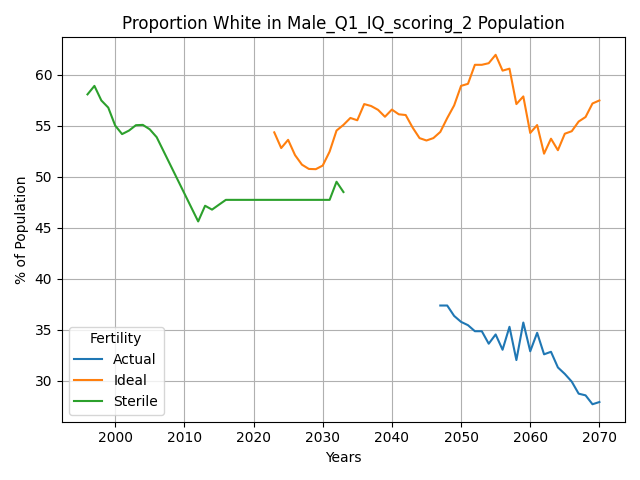 Proportion White in Male_Q1_IQ_scoring_2 Population
% of Population
60
55
50
45
40
35
30
Fertility
Actual
Ideal
Sterile
2000 2010 2020 2030 2040 2050 2060 2070
Years